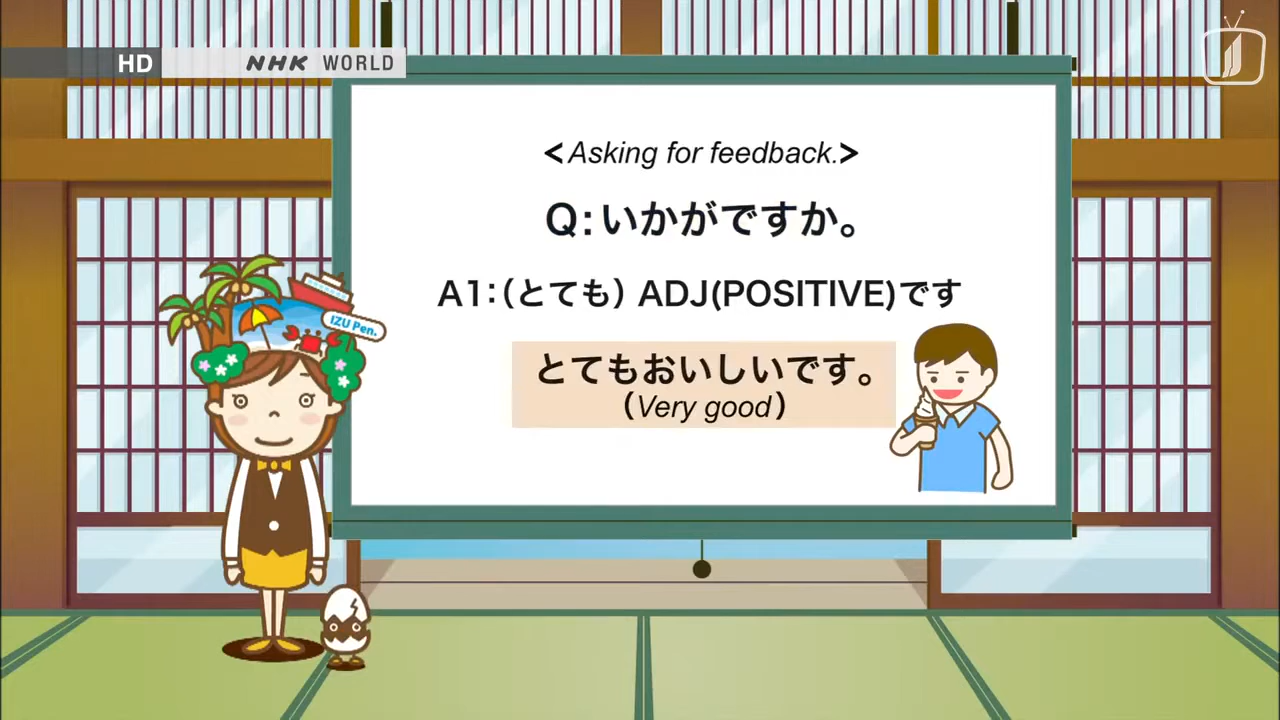 HD NHK WORLD
<Asking for feedback.>
Q:いかがですか。
A1:(とても) ADJ(POSITIVE)です
IZU Pen.
とてもおいしいです。
(Very good)